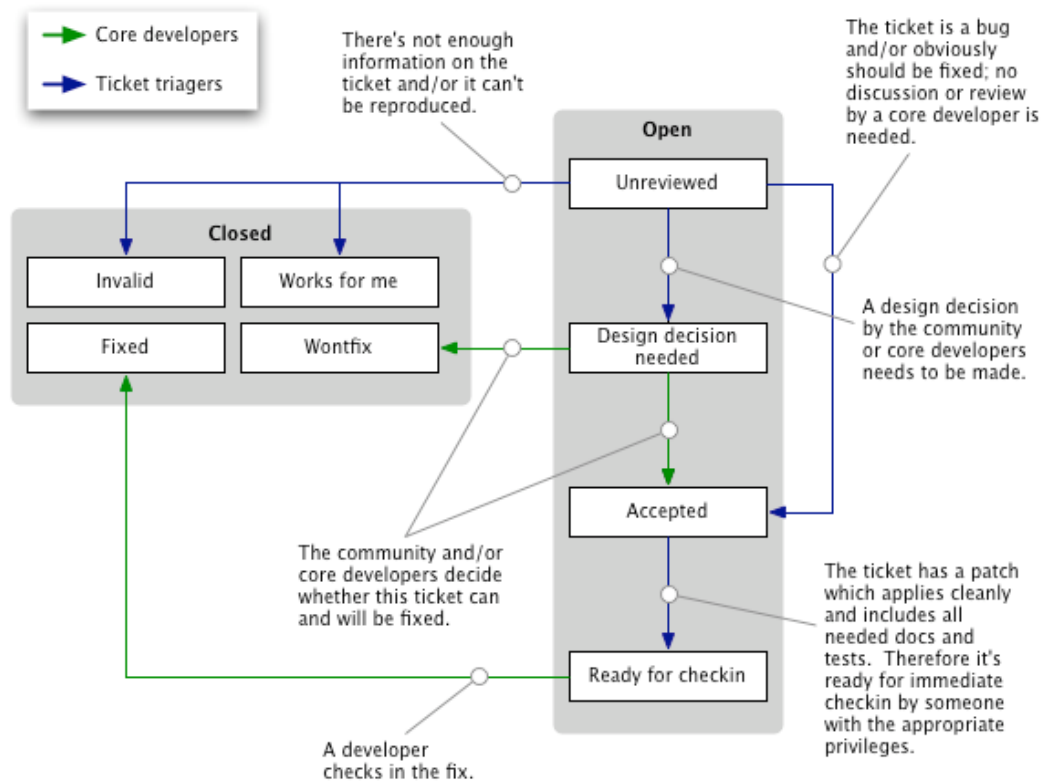 Core developers
Ticket triagers
There's not enough
information on the
ticket and/or it can't
be reproduced.
The ticket is a bug
and/or obviously
should be fixed; no
discussion or review
by a core developer is
needed.
Open
Unreviewed
Closed
Invalid
Works for me
Fixed
Wontfix
Design decision
needed
A design decision
by the community
or core developers
needs to be made.
Accepted
The community and/or
core developers decide
whether this ticket can
and will be fixed.
The ticket has a patch
which applies cleanly
and includes all
needed docs and
tests.  Therefore it's
ready for immediate
checkin by someone
with the appropriate
privileges.
Ready for checkin
A developer
checks in the fix.